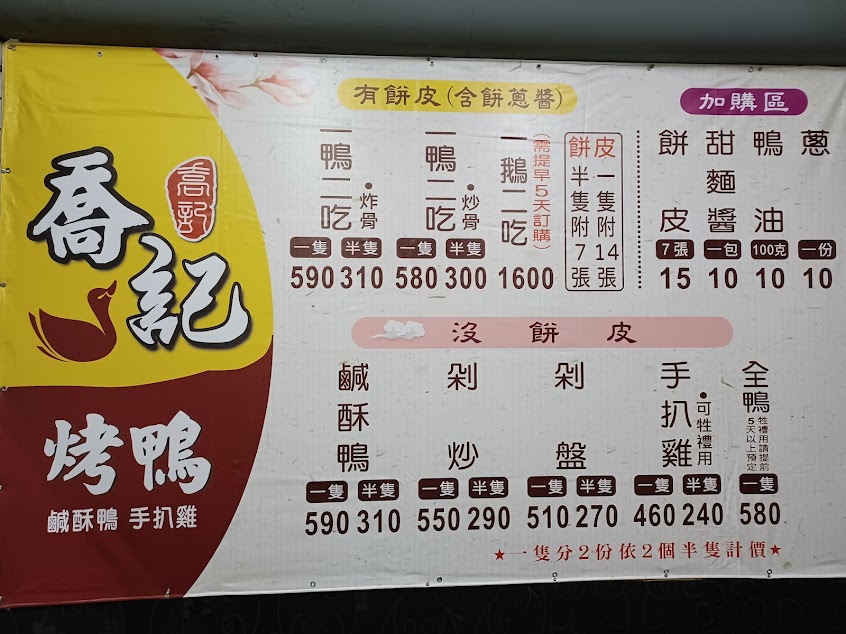 喬記
喬記
烤鴨
鹹酥鴨 手扒雞
有餅皮(含餅蔥醬)
一鴨二吃
•炸骨
一隻 半隻
590 310
一鴨二吃
•炒骨
一隻 半隻
580 300
一鵝二吃
(需提早5天訂購)
1600
餅皮
一隻附14張
半隻附7張
加購區
餅皮
7張
15
甜麵醬
一包
10
鴨油
100克
10
蔥
一份
10
沒餅皮
鹹酥鴨
一隻 半隻
590 310
剁炒
一隻 半隻
550 290
剁盤
一隻 半隻
510 270
手扒雞
•可牲禮用
一隻 半隻
460 240
全鴨
牲禮用請提前
5天以上預定
一隻
580
★一隻分2份依2個半隻計價★